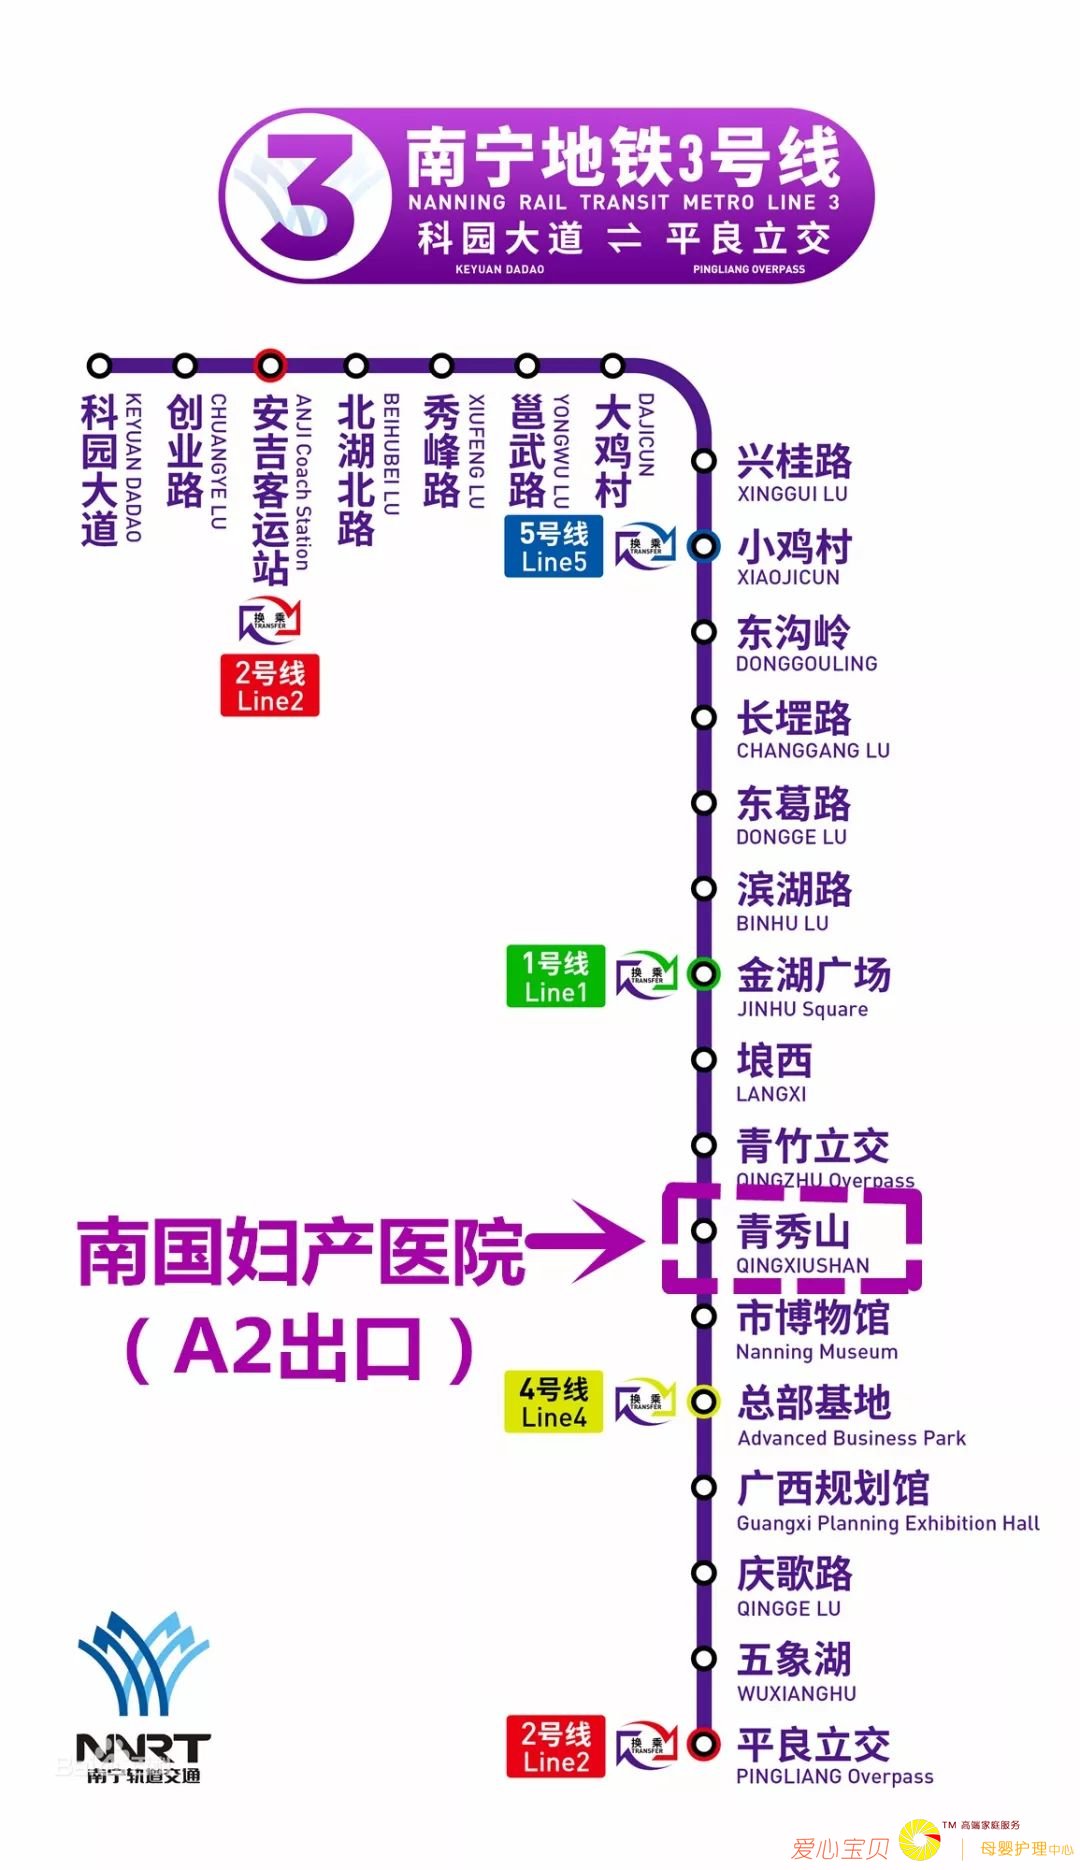 3
南宁地铁3号线
NANNING RAIL TRANSIT METRO LINE 3
科园大道 ⇌ 平良立交
KEYUAN DADAO PINGLIANG OVERPASS
科园大道
KEYUAN DADAO
创业路
CHUANGYE LU
安吉客运站
ANJI Coach Station
换乘
TRANSFER
2号线
Line2
北湖北路
BEIHUBEI LU
秀峰路
XIUFENG LU
邕武路
YONGWU LU
大鸡村
DAJICUN
兴桂路
XINGGUI LU
5号线
Line5
换乘
TRANSFER
小鸡村
XIAOJICUN
东沟岭
DONGGOULING
长堽路
CHANGGANG LU
东葛路
DONGGE LU
滨湖路
BINHU LU
1号线
Line1
换乘
TRANSFER
金湖广场
JINHU Square
埌西
LANGXI
青竹立交
QINGZHU Overpass
南国妇产医院
（A2出口）
青秀山
QINGXIUSHAN
市博物馆
Nanning Museum
4号线
Line4
换乘
TRANSFER
总部基地
Advanced Business Park
广西规划馆
Guangxi Planning Exhibition Hall
庆歌路
QINGGE LU
五象湖
WUXIANGHU
2号线
Line2
换乘
TRANSFER
平良立交
PINGLIANG Overpass
NNRT
南宁轨道交通
爱心宝贝
TM 高端家庭服务
母婴护理中心